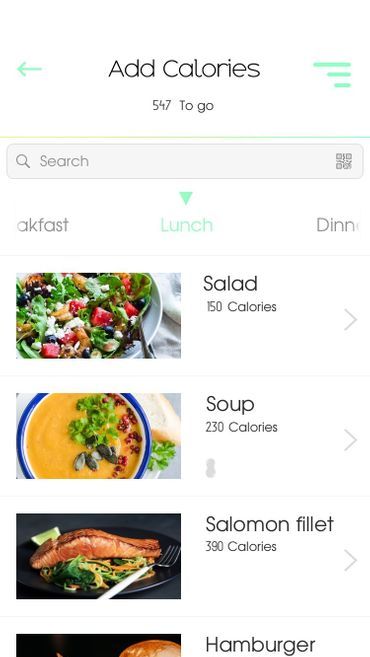 Add Calories
547 To go
Search
akfast Lunch Dinn
Salad
150 Calories
Soup
230 Calories
Salomon fillet
390 Calories
Hamburger